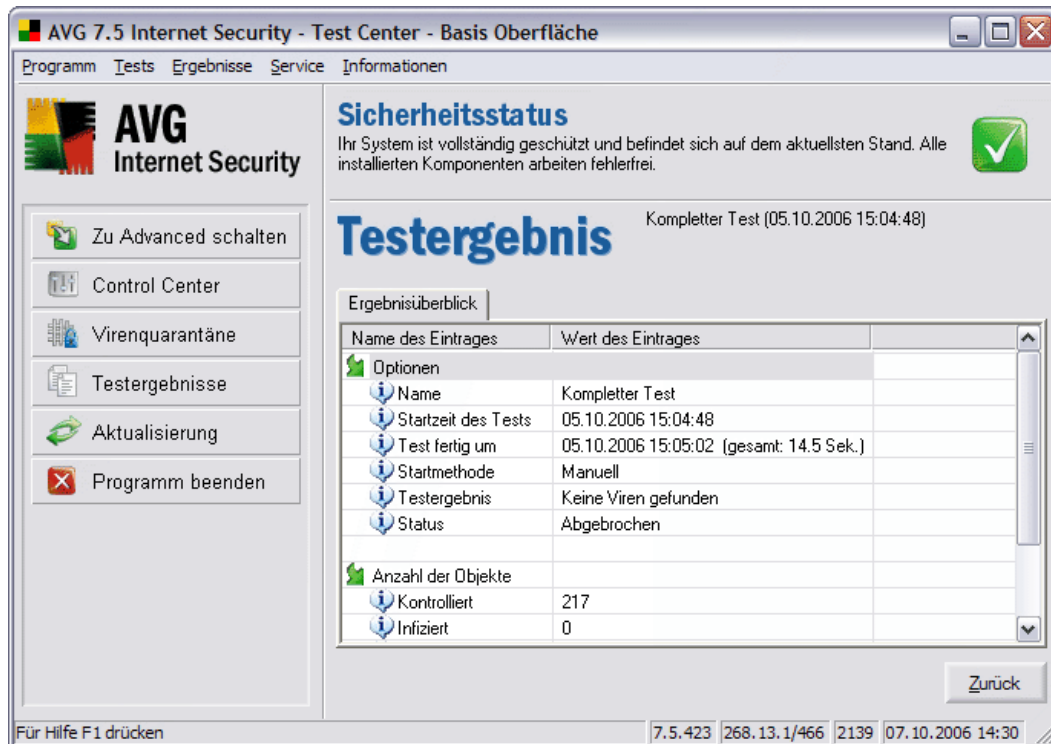 AVG 7.5 Internet Security - Test Center - Basis Oberfläche
Programm Tests Ergebnisse Service Informationen
AVG
Internet Security
Sicherheitsstatus
Ihr System ist vollständig geschützt und befindet sich auf dem aktuellsten Stand. Alle
installierten Komponenten arbeiten fehlerfrei.
Zu Advanced schalten
Control Center
Virenquarantäne
Testergebnisse
Aktualisierung
Programm beenden
Testergebnis
Kompletter Test (05.10.2006 15:04:48)
Ergebnisüberblick
Name des Eintrages Wert des Eintrages
Optionen
Name Kompletter Test
Startzeit des Tests 05.10.2006 15:04:48
Test fertig um 05.10.2006 15:05:02 (gesamt: 14.5 Sek.)
Startmethode Manuell
Testergebnis Keine Viren gefunden
Status Abgebrochen
Anzahl der Objekte
Kontrolliert 217
Infiziert 0
Zurück
Für Hilfe F1 drücken 7.5.423 268.13.1/466 2139 07.10.2006 14:30